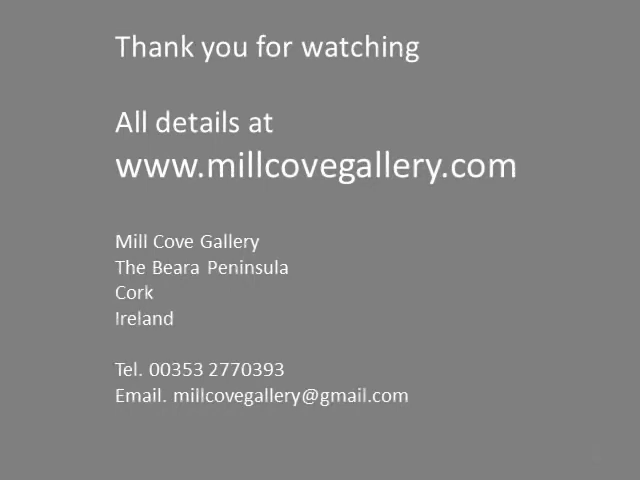 Thank you for watching
All details at
www.millcovegallery.com
Mill Cove Gallery
The Beara Peninsula
Cork
Ireland
Tel. 00353 2770393
Email. millcovegallery@gmail.com